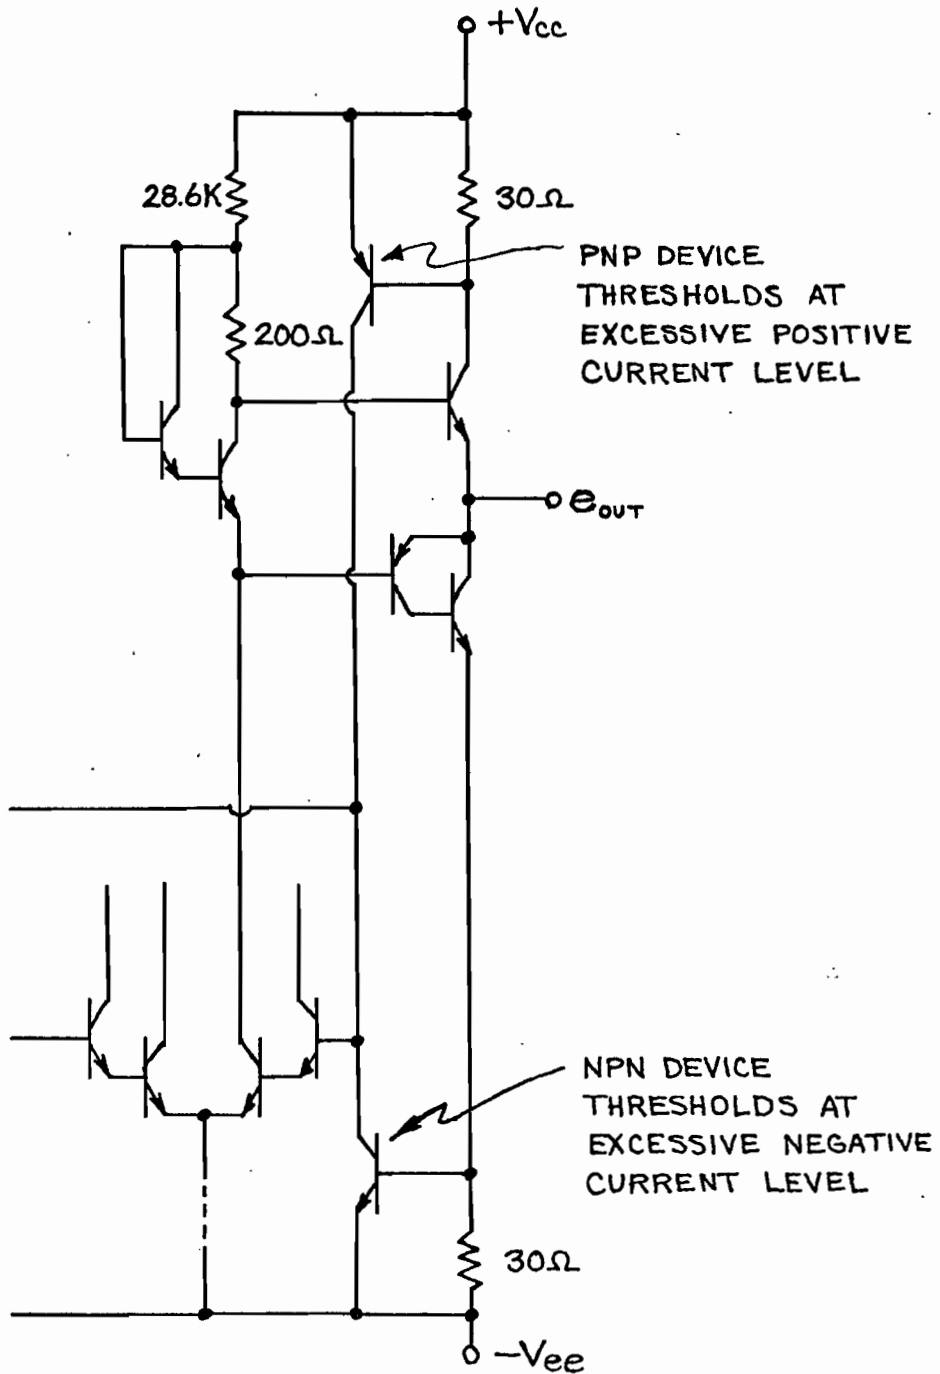 +Vcc
28.6K
30Ω
PNP DEVICE
THRESHOLDS AT
EXCESSIVE POSITIVE
CURRENT LEVEL
200Ω
eOUT
NPN DEVICE
THRESHOLDS AT
EXCESSIVE NEGATIVE
CURRENT LEVEL
30Ω
-Vee